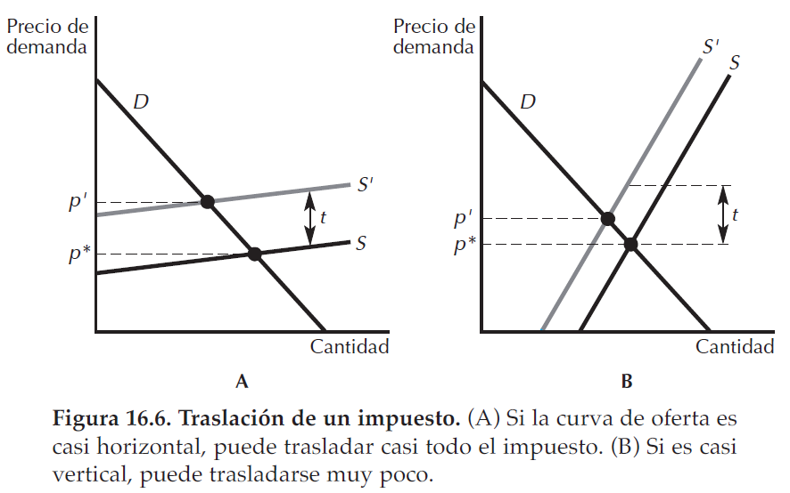 Precio de
demanda
D
S'
p'
t
p*
S
Cantidad
A
Precio de
demanda
S'
S
D
p'
t
p*
Cantidad
B
Figura 16.6. Traslación de un impuesto. (A) Si la curva de oferta es
casi horizontal, puede trasladar casi todo el impuesto. (B) Si es casi
vertical, puede trasladarse muy poco.